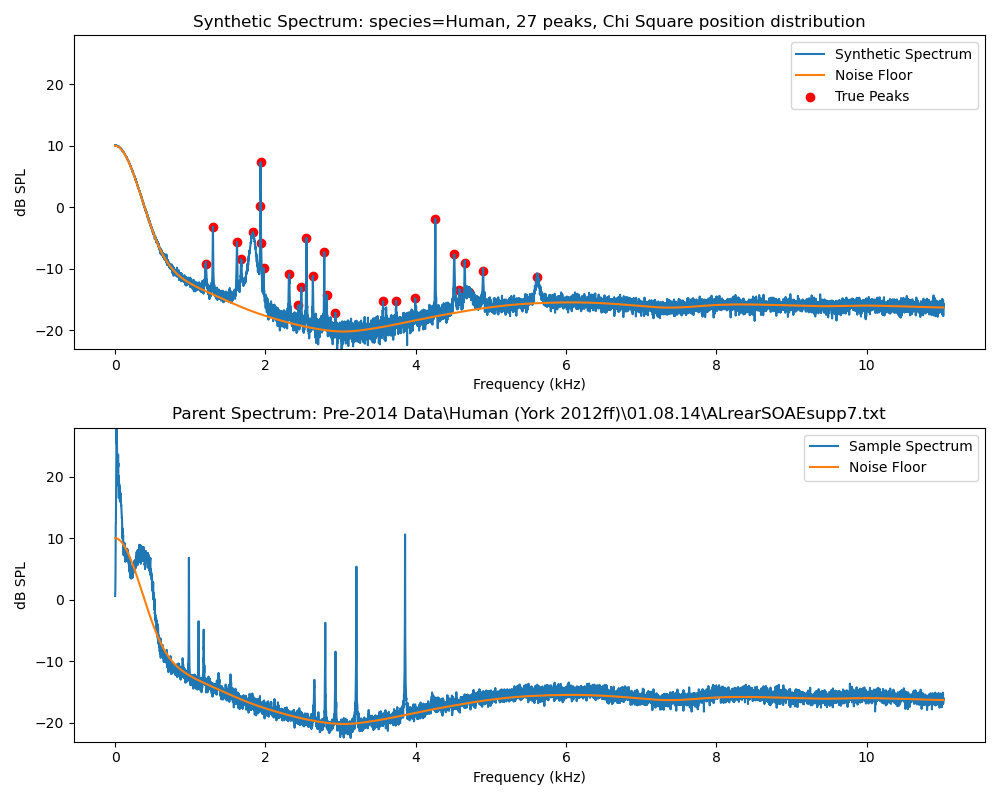 Synthetic Spectrum: species=Human, 27 peaks, Chi Square position distribution
20
10
0
−10
−20
dB SPL
Synthetic Spectrum
Noise Floor
True Peaks
0 2 4 6 8 10
Frequency (kHz)
Parent Spectrum: Pre-2014 Data\Human (York 2012ff)\01.08.14\ALrearSOAEsupp7.txt
20
10
0
−10
−20
dB SPL
Sample Spectrum
Noise Floor
0 2 4 6 8 10
Frequency (kHz)